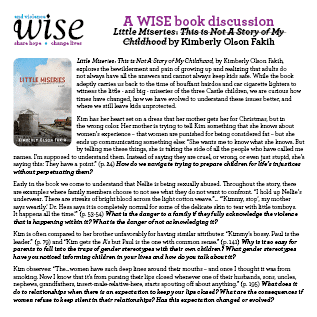 end violence
wise
share hope • change lives
A WISE book discussion
Little Miseries: This is Not A Story of My
Childhood by Kimberly Olson Fakih
LITTLE MISERIES
KIMBERLY OLSON FAKIH
Little Miseries: This is Not A Story of My Childhood, by Kimberly Olson Fakih,
explores the bewilderment and pain of growing up and realizing that adults do
not always have all the answers and cannot always keep kids safe. While the book
adeptly carries us back to the time of bouffant hairdos and car cigarette lighters to
witness the little - and big - miseries of the three Castle children, we are curious how
times have changed, how we have evolved to understand these issues better, and
where we still leave kids unprotected.
Kim has her heart set on a dress that her mother gets her for Christmas, but in
the wrong color. Her mother is trying to tell Kim something that she knows about
women's experience – that women are punished for being considered fat – but she
ends up communicating something else: "She wants me to know what she knows. But
by telling me these things, she is taking the side of all the people who have called me
names. I'm supposed to understand them. Instead of saying they are cruel, or wrong, or even just stupid, she's
saying this: They have a point." (p. 24) How do we navigate trying to prepare children for life's injustices
without perpetuating them?
Early in the book we come to understand that Nellie is being sexually abused. Throughout the story, there
are examples where family members choose to not see what they do not want to confront. "I hold up Nellie's
underwear. There are streaks of bright blood across the light cotton weave."... "'Kimmy, stop', my mother
says wearily. 'Dr. Hess says it is completely normal for some of the delicate skin to tear with little tomboys.
It happens all the time.'" (p. 53-54) What is the danger to a family if they fully acknowledge the violence
that is happening within it? What is the danger of not acknowledging it?
Kim is often compared to her brother unfavorably for having similar attributes: "Kimmy's bossy. Paul is the
leader." (p. 79) and "Kim gets the A's but Paul is the one with common sense." (p. 141) Why is it so easy for
parents to fall into the traps of gender stereotypes with their own children? What gender stereotypes
have you noticed informing children in your lives and how do you talk about it?
Kim observes: "The...women have such deep lines around their mouths – and once I thought it was from
smoking. Now I know that it's from pursing their lips closed whenever one of their husbands, sons, uncles,
nephews, grandfathers, insert-male-relative-here, starts spouting off about anything." (p. 195) What does it
do to relationships when there is an expectation to keep your lips closed? What are the consequences if
women refuse to keep silent in their relationships? Has this expectation changed or evolved?